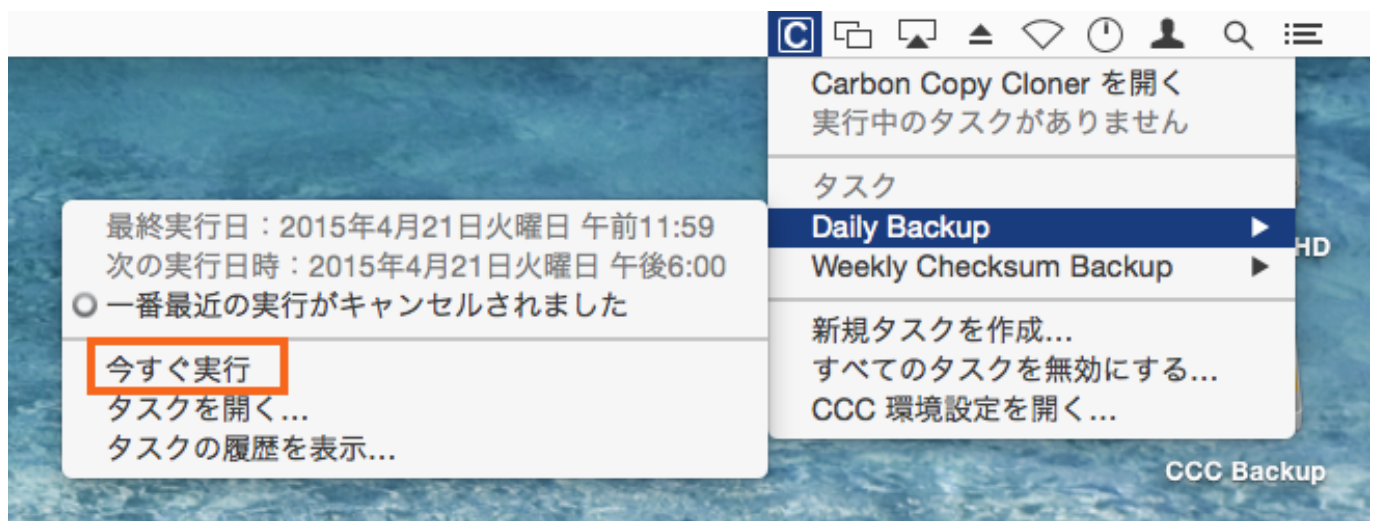 C
Carbon Copy Cloner を開く
実行中のタスクがありません
タスク
Daily Backup
Weekly Checksum Backup
新規タスクを作成...
すべてのタスクを無効にする...
CCC 環境設定を開く...
最終実行日：2015年4月21日火曜日 午前11:59
次の実行日時：2015年4月21日火曜日 午後6:00
一番最近の実行がキャンセルされました
今すぐ実行
タスクを開く...
タスクの履歴を表示...
HD
CCC Backup